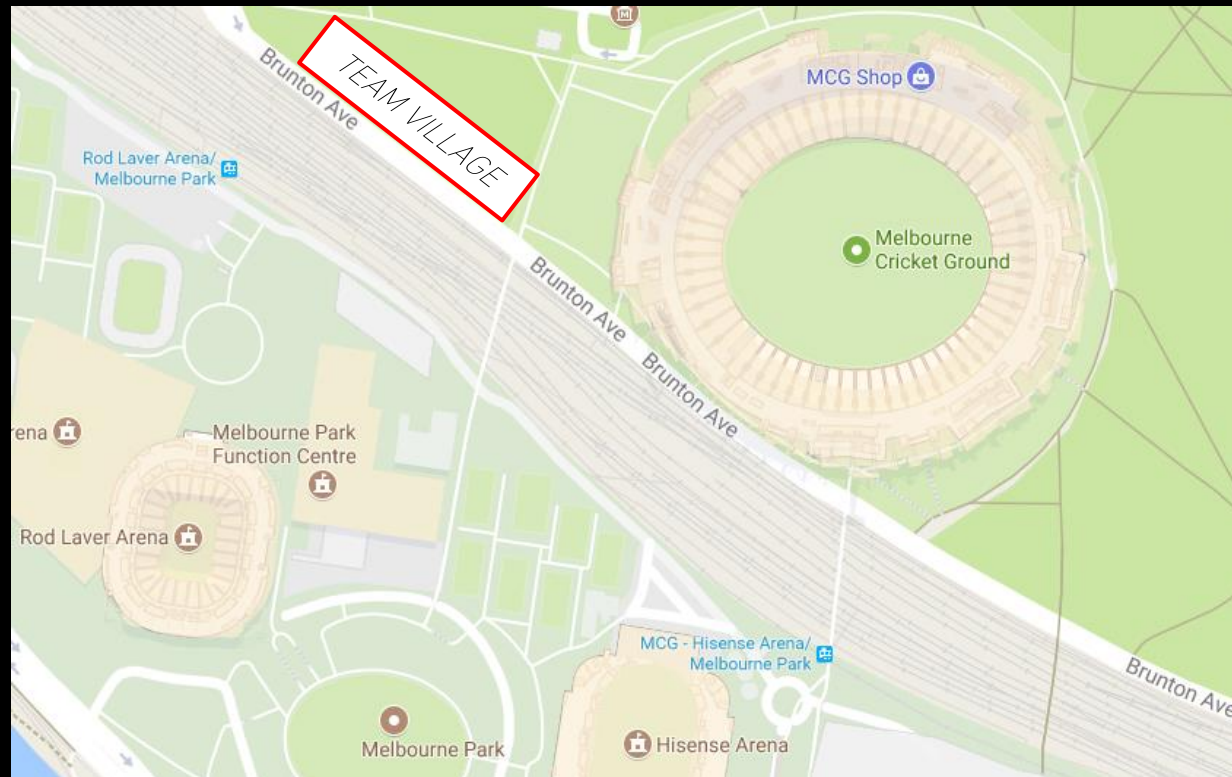 M
Brunton Ave
TEAM VILLAGE
MCG Shop
Rod Laver Arena/
Melbourne Park
Melbourne
Cricket Ground
Brunton Ave
Brunton Ave
rena
Melbourne Park
Function Centre
Rod Laver Arena
MCG - Hisense Arena/
Melbourne Park
Brunton Ave
Melbourne Park
Hisense Arena